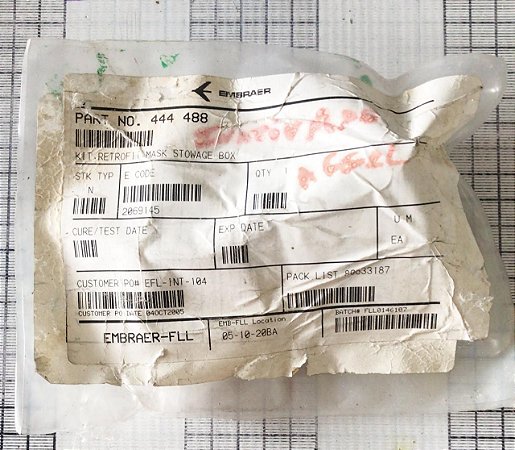 EMBRAER
PART NO. 444 488
KIT-RETROFIT MASK STOWAGE BOX
STK TYP E CODE QTY
N
2069145
CURE/TEST DATE EXP DATE U M
EA
CUSTOMER PO# EFL-INT-104 PACK LIST 90033187
CUSTOMER PO DATE 04OCT2005
EMB-FLL Location BATCH# FLL0146187
EMBRAER-FLL 05-10-20BA